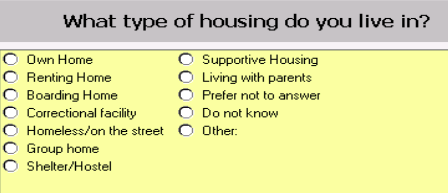 What type of housing do you live in?
Own Home
Renting Home
Boarding Home
Correctional facility
Homeless/on the street
Group home
Shelter/Hostel
Supportive Housing
Living with parents
Prefer not to answer
Do not know
Other: